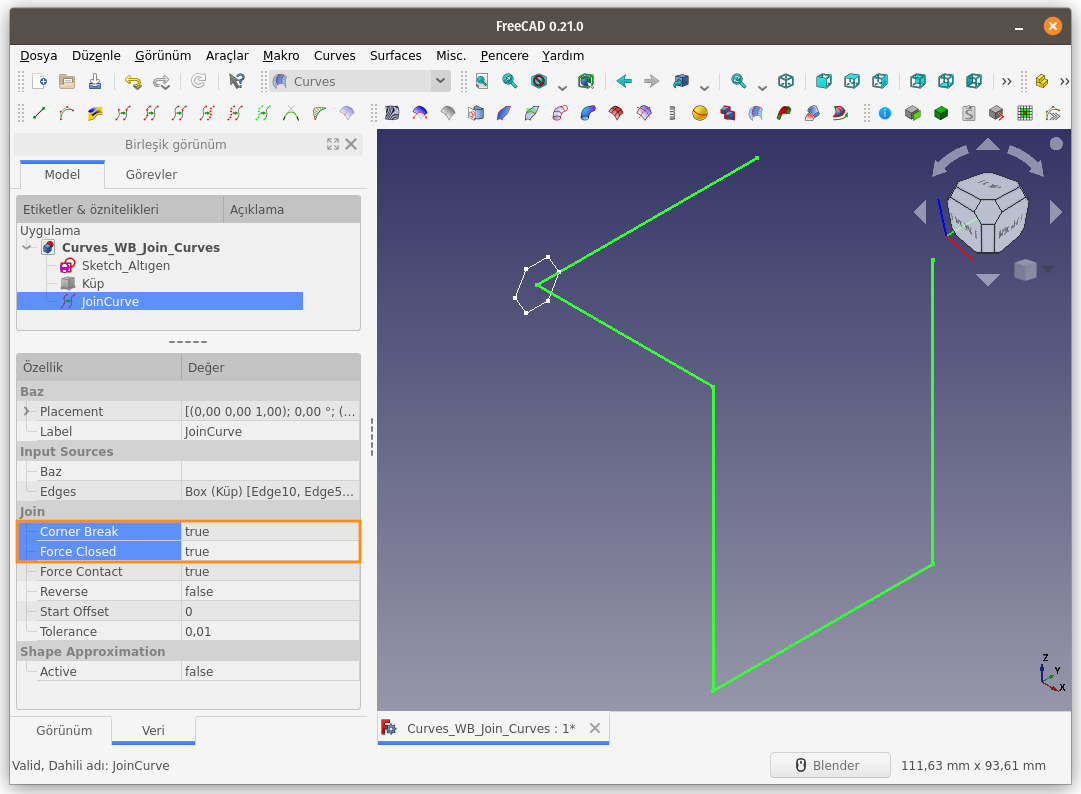 FreeCAD 0.21.0
Dosya Düzenle Görünüm Araçlar Makro Curves Surfaces Misc. Pencere Yardım
Curves
Birleşik görünüm
Model Görevler
Etiketler & öznitelikleri Açıklama
Uygulama
Curves_WB_Join_Curves
Sketch_Altıgen
Küp
JoinCurve
Özellik Değer
Baz
Placement [(0,00 0,00 1,00); 0,00 °; (...
Label JoinCurve
Input Sources
Baz
Edges Box (Küp) [Edge10, Edge5...
Join
Corner Break true
Force Closed true
Force Contact true
Reverse false
Start Offset 0
Tolerance 0,01
Shape Approximation
Active false
Z
Y
X
Görünüm Veri
Curves_WB_Join_Curves : 1*
Valid, Dahili adı: JoinCurve
Blender 111,63 mm x 93,61 mm